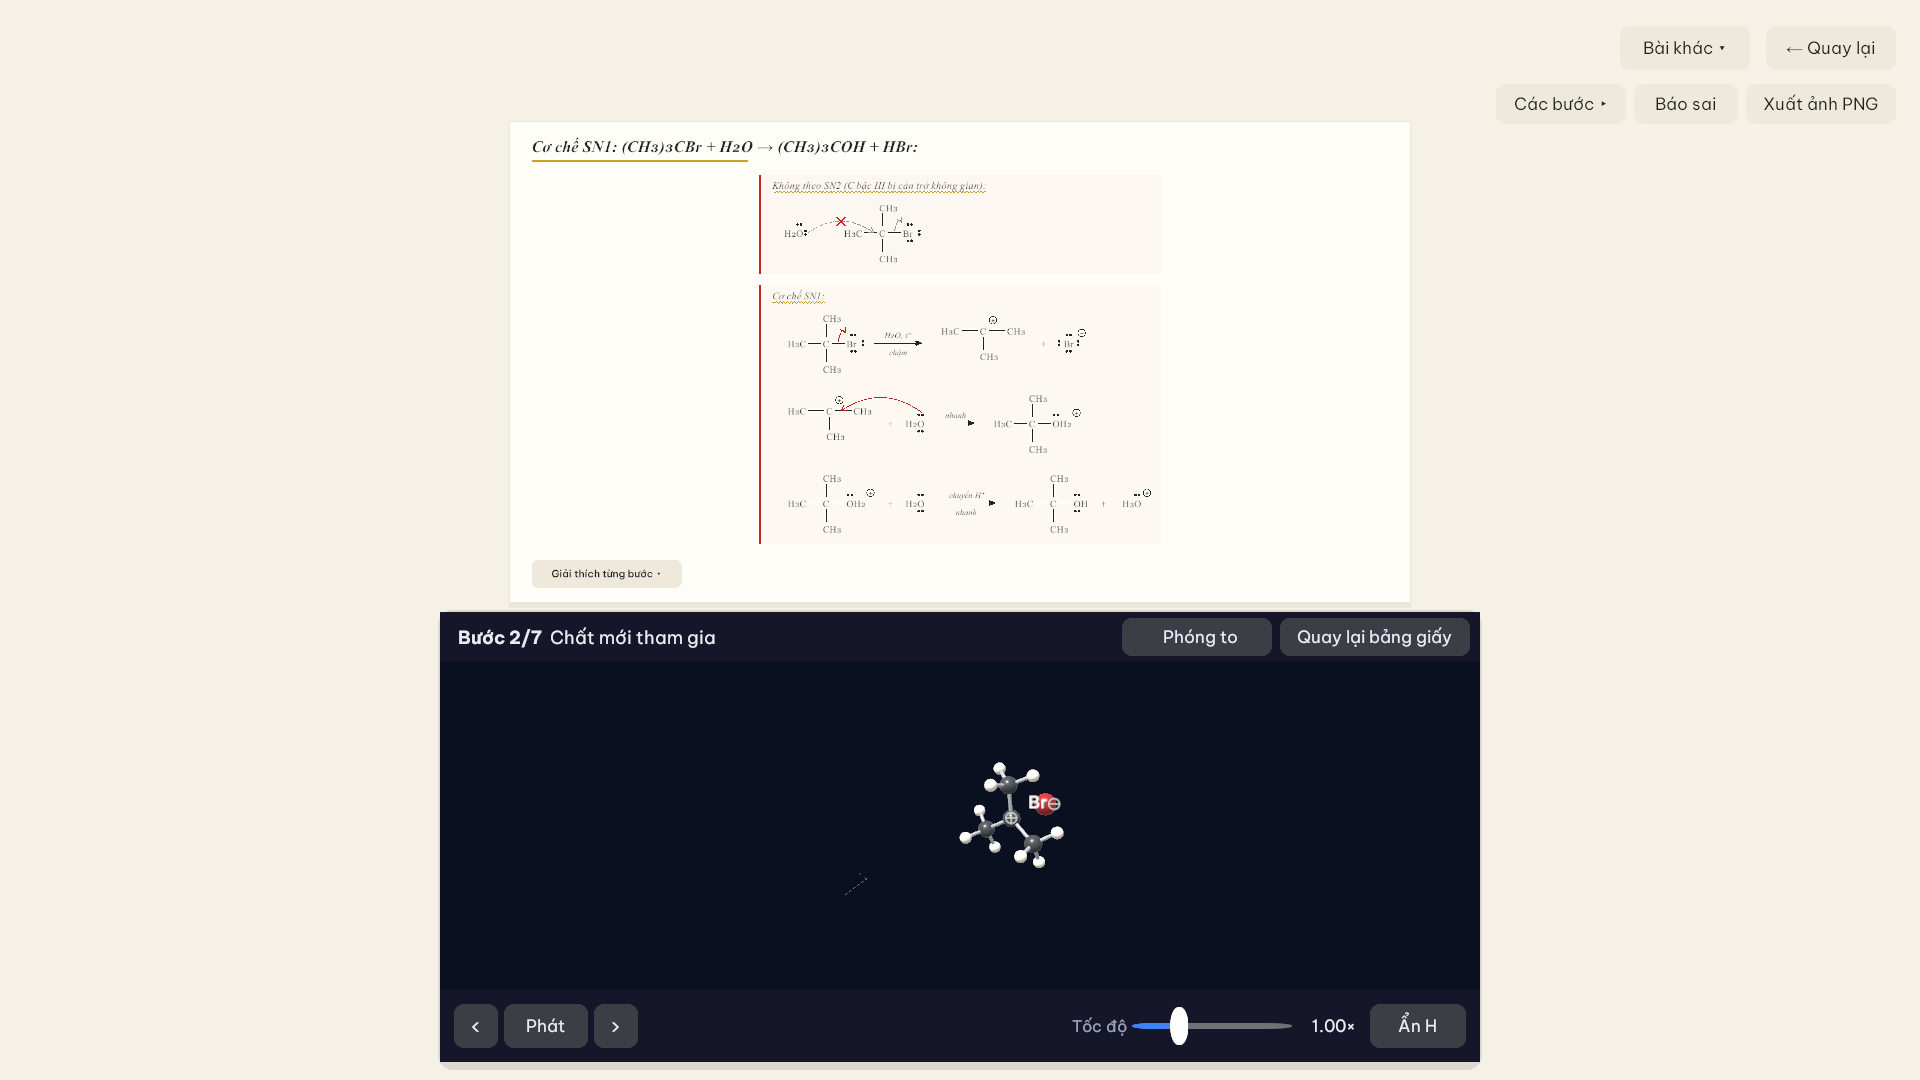 Bài khác ▾
← Quay lại
Các bước ▸
Báo sai
Xuất ảnh PNG
Cơ chế SN1: (CH3)3CBr + H2O → (CH3)3COH + HBr:
Không theo SN2 (C bậc III bị cản trở không gian):
CH3
H2O
H3C
C
Br
CH3
Cơ chế SN1:
CH3
H3C
C
Br
H2O, t°
chậm
H3C
C
CH3
+
Br
⊖
⊕
CH3
CH3
⊕
H3C
C
CH3
CH3
+
H2O
nhanh
CH3
H3C
C
OH2
⊕
CH3
CH3
H3C
C
OH2
⊕
CH3
+
H2O
chuyển H⁺
nhanh
CH3
H3C
C
OH
CH3
+
H3O
⊕
Giải thích từng bước ▾
Bước 2/7 Chất mới tham gia
Phóng to
Quay lại bảng giấy
Br⊖
⊕
‹
Phát
›
Tốc độ
1.00×
Ẩn H